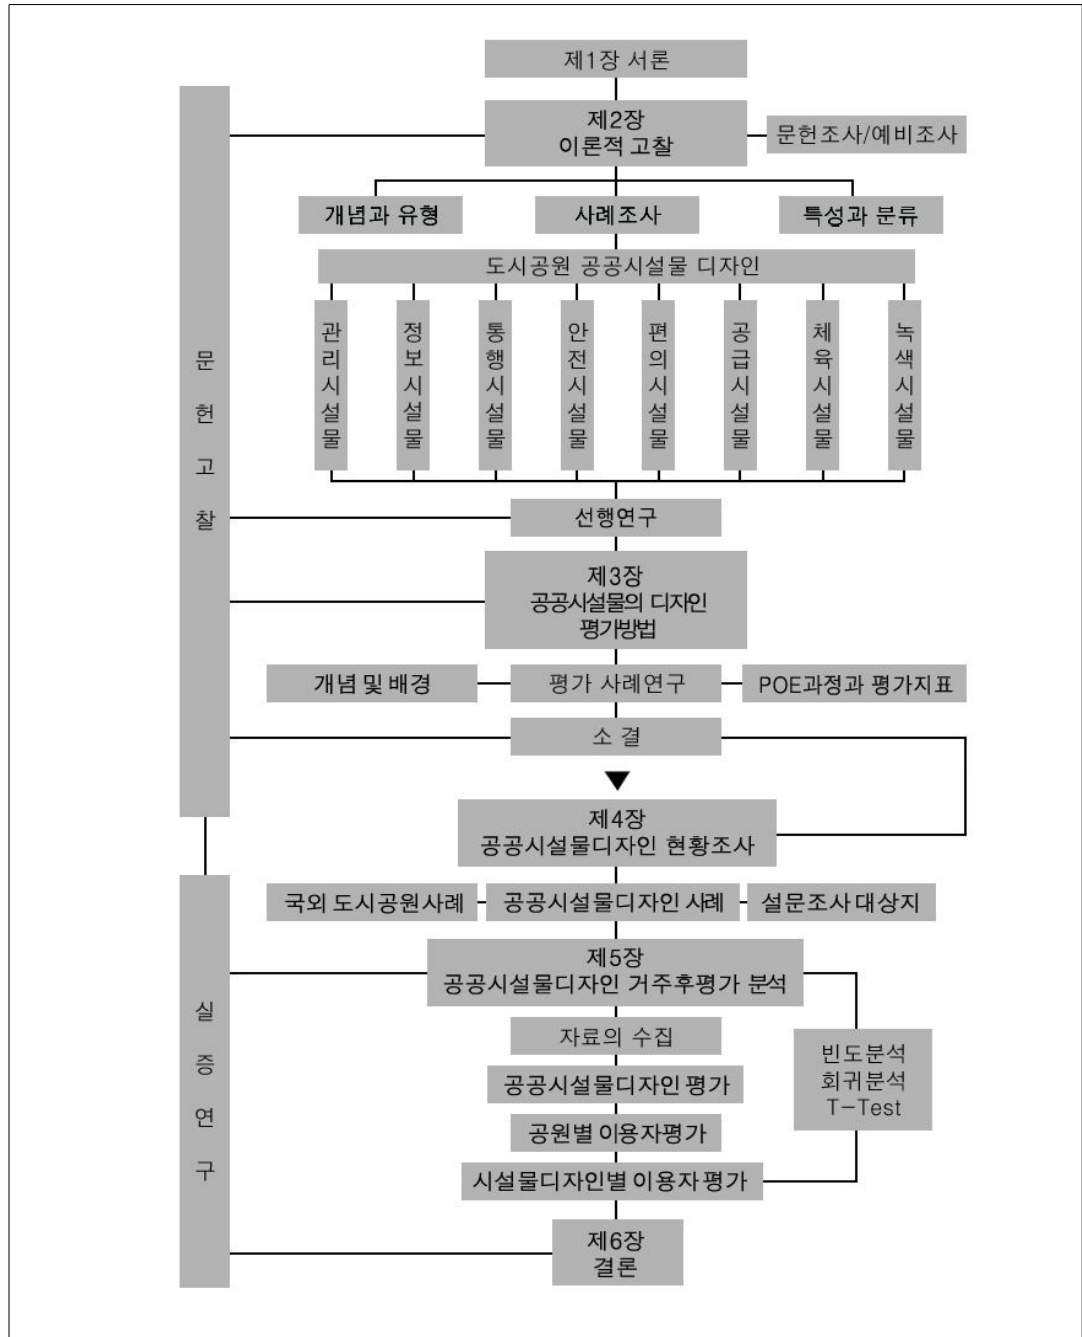 제1장 서론
제2장
이론적 고찰
문헌조사/예비조사
개념과 유형
사례조사
특성과 분류
도시공원 공공시설물 디자인
관리시설물
정보시설물
통행시설물
안전시설물
편의시설물
공급시설물
체육시설물
녹색시설물
문헌고찰
선행연구
제3장
공공시설물의 디자인
평가방법
개념 및 배경
평가 사례연구
POE과정과 평가지표
소 결
제4장
공공시설물디자인 현황조사
국외 도시공원사례
공공시설물디자인 사례
설문조사 대상지
제5장
공공시설물디자인 거주후평가 분석
실증연구
자료의 수집
공공시설물디자인 평가
공원별 이용자평가
시설물디자인별 이용자 평가
빈도분석
회귀분석
T-Test
제6장
결론